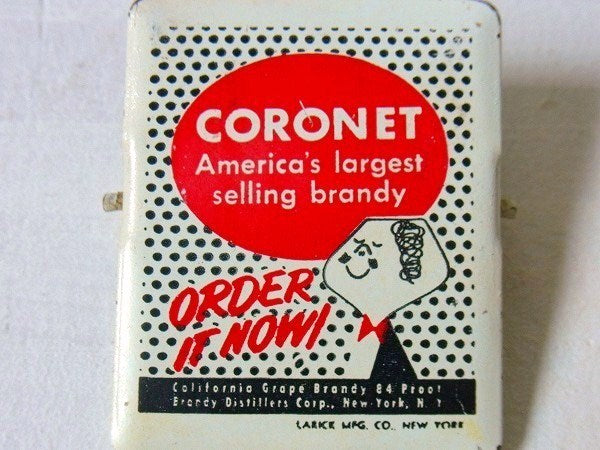 CORONET
America's largest
selling brandy
ORDER
IT NOW!
California Grape Brandy 84 Proof
Brandy Distillers Corp., New York, N. Y
LARICK MFG. CO., NEW YORK